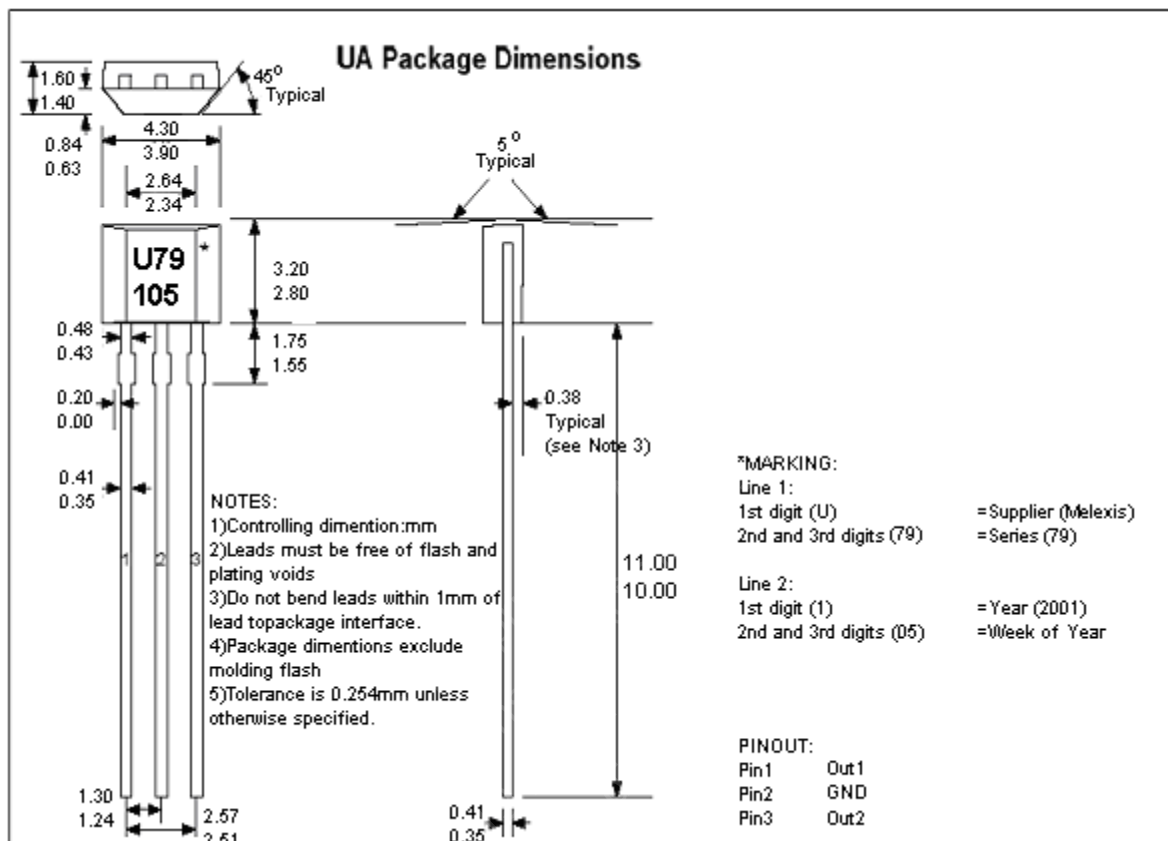 UA Package Dimensions
1.60
1.40
45° Typical
0.84
0.63
4.30
3.90
2.64
2.34
5° Typical
U79
*
105
3.20
2.80
0.48
0.43
1.75
1.55
0.20
0.00
0.38
Typical
(see Note 3)
0.41
0.35
NOTES:
1)Controlling dimention:mm
2)Leads must be free of flash and
plating voids
3)Do not bend leads within 1mm of
lead topackage interface.
4)Package dimentions exclude
molding flash
5)Tolerance is 0.254mm unless
otherwise specified.
1 2 3
11.00
10.00
*MARKING:
Line 1:
1st digit (U) =Supplier (Melexis)
2nd and 3rd digits (79) =Series (79)
Line 2:
1st digit (1) =Year (2001)
2nd and 3rd digits (05) =Week of Year
PINOUT:
Pin1 Out1
Pin2 GND
Pin3 Out2
1.30
1.24
2.57
2.51
0.41
0.35